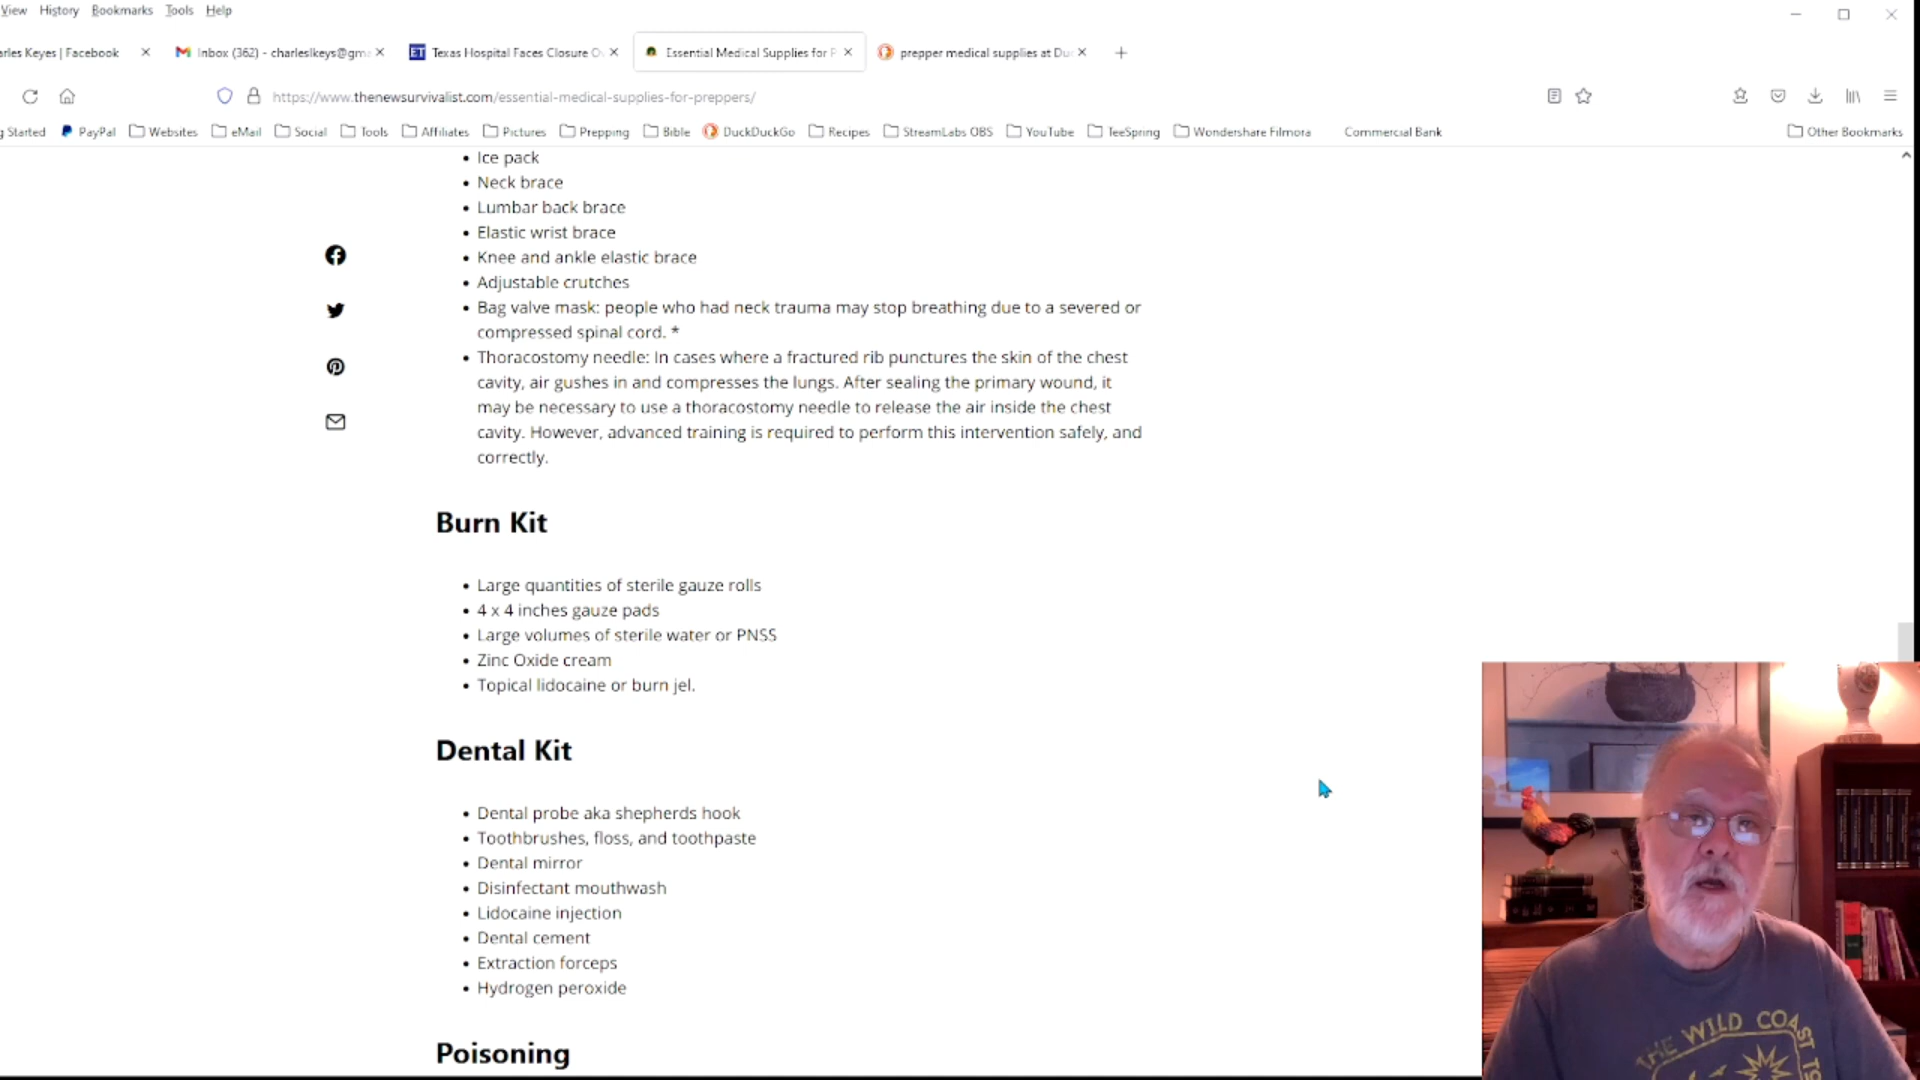 View History Bookmarks Tools Help
rles Keyes | Facebook
Inbox (362) - charleslkeys@gm
ET Texas Hospital Faces Closure O
Essential Medical Supplies for P
prepper medical supplies at Du
https://www.thenewsurvivalist.com/essential-medical-supplies-for-preppers/
g Started PayPal Websites eMail Social Tools Affiliates Pictures Prepping Bible DuckDuckGo Recipes StreamLabs OBS YouTube TeeSpring Wondershare Filmora Commercial Bank Other Bookmarks
• Ice pack
• Neck brace
• Lumbar back brace
• Elastic wrist brace
• Knee and ankle elastic brace
• Adjustable crutches
• Bag valve mask: people who had neck trauma may stop breathing due to a severed or
compressed spinal cord. *
• Thoracostomy needle: In cases where a fractured rib punctures the skin of the chest
cavity, air gushes in and compresses the lungs. After sealing the primary wound, it
may be necessary to use a thoracostomy needle to release the air inside the chest
cavity. However, advanced training is required to perform this intervention safely, and
correctly.
Burn Kit
• Large quantities of sterile gauze rolls
• 4 x 4 inches gauze pads
• Large volumes of sterile water or PNSS
• Zinc Oxide cream
• Topical lidocaine or burn jel.
Dental Kit
• Dental probe aka shepherds hook
• Toothbrushes, floss, and toothpaste
• Dental mirror
• Disinfectant mouthwash
• Lidocaine injection
• Dental cement
• Extraction forceps
• Hydrogen peroxide
Poisoning
THE WILD COAST